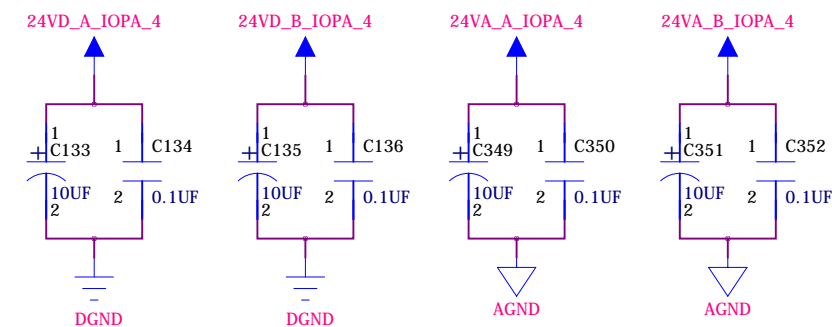 24VD_A_IOPA_4
24VD_B_IOPA_4
24VA_A_IOPA_4
24VA_B_IOPA_4
1
C133
1
C134
1
C135
1
C136
1
C349
1
C350
1
C351
1
C352
10UF
2
2
0.1UF
10UF
2
2
0.1UF
10UF
2
2
0.1UF
10UF
2
2
0.1UF
DGND
DGND
AGND
AGND